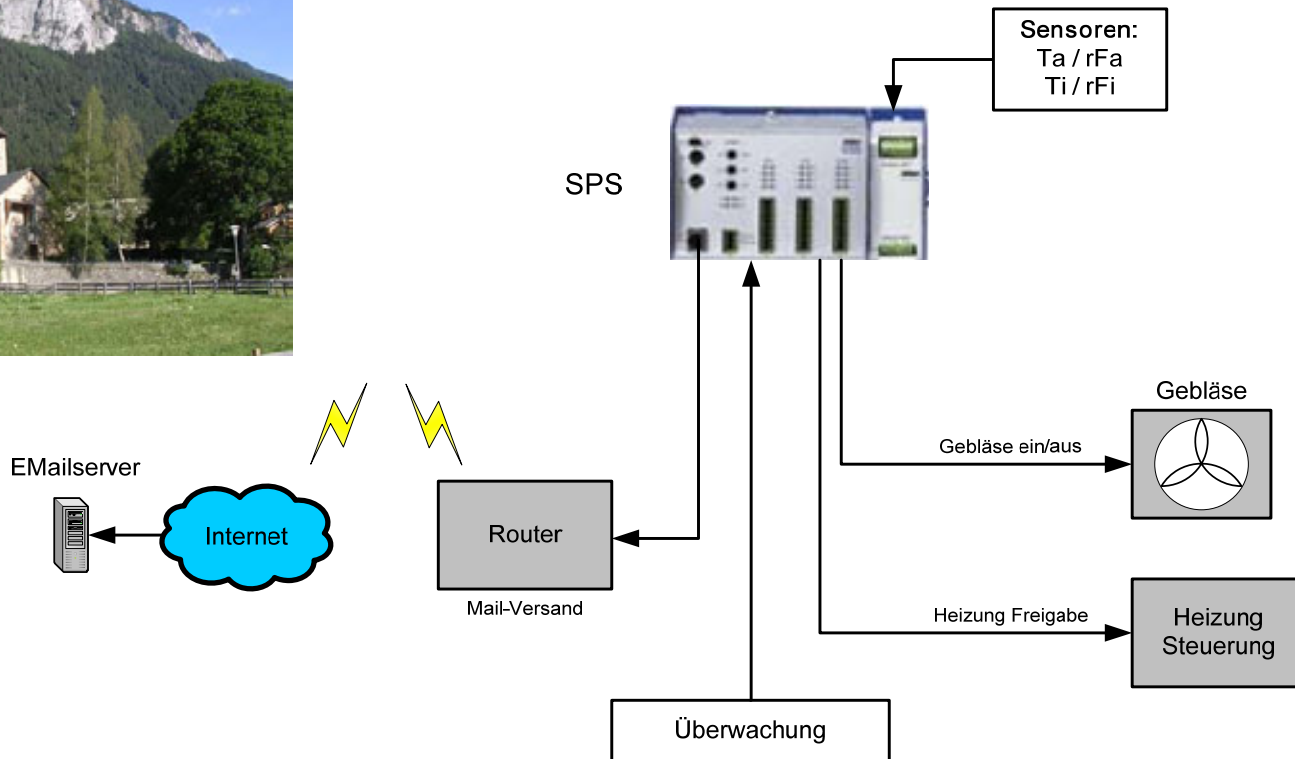 Sensoren:
Ta / rFa
Ti / rFi
SPS
Gebläse
Gebläse ein/aus
EMailserver
Internet
Router
Mail-Versand
Heizung Freigabe
Heizung
Steuerung
Überwachung